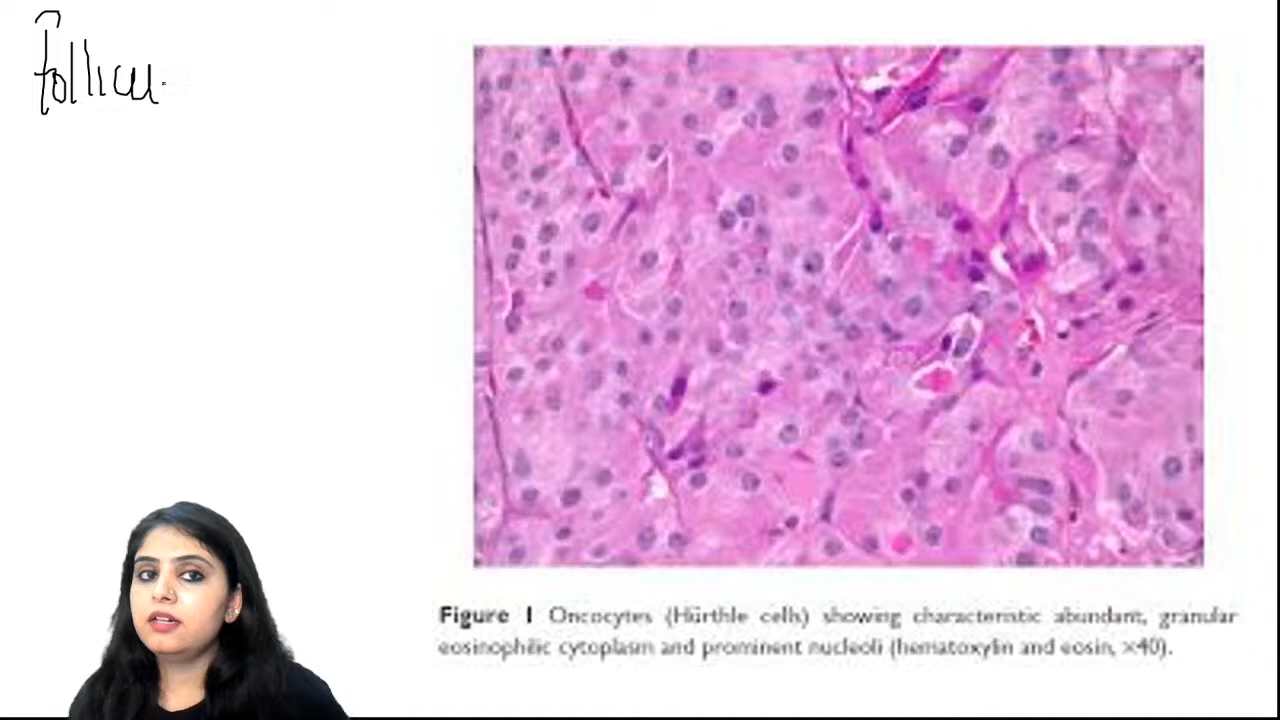 Follicu
Figure 1 Oncocytes (Hürthle cells) showing characteristic abundant, granular
eosinophilic cytoplasm and prominent nucleoli (hematoxylin and eosin, ×40).